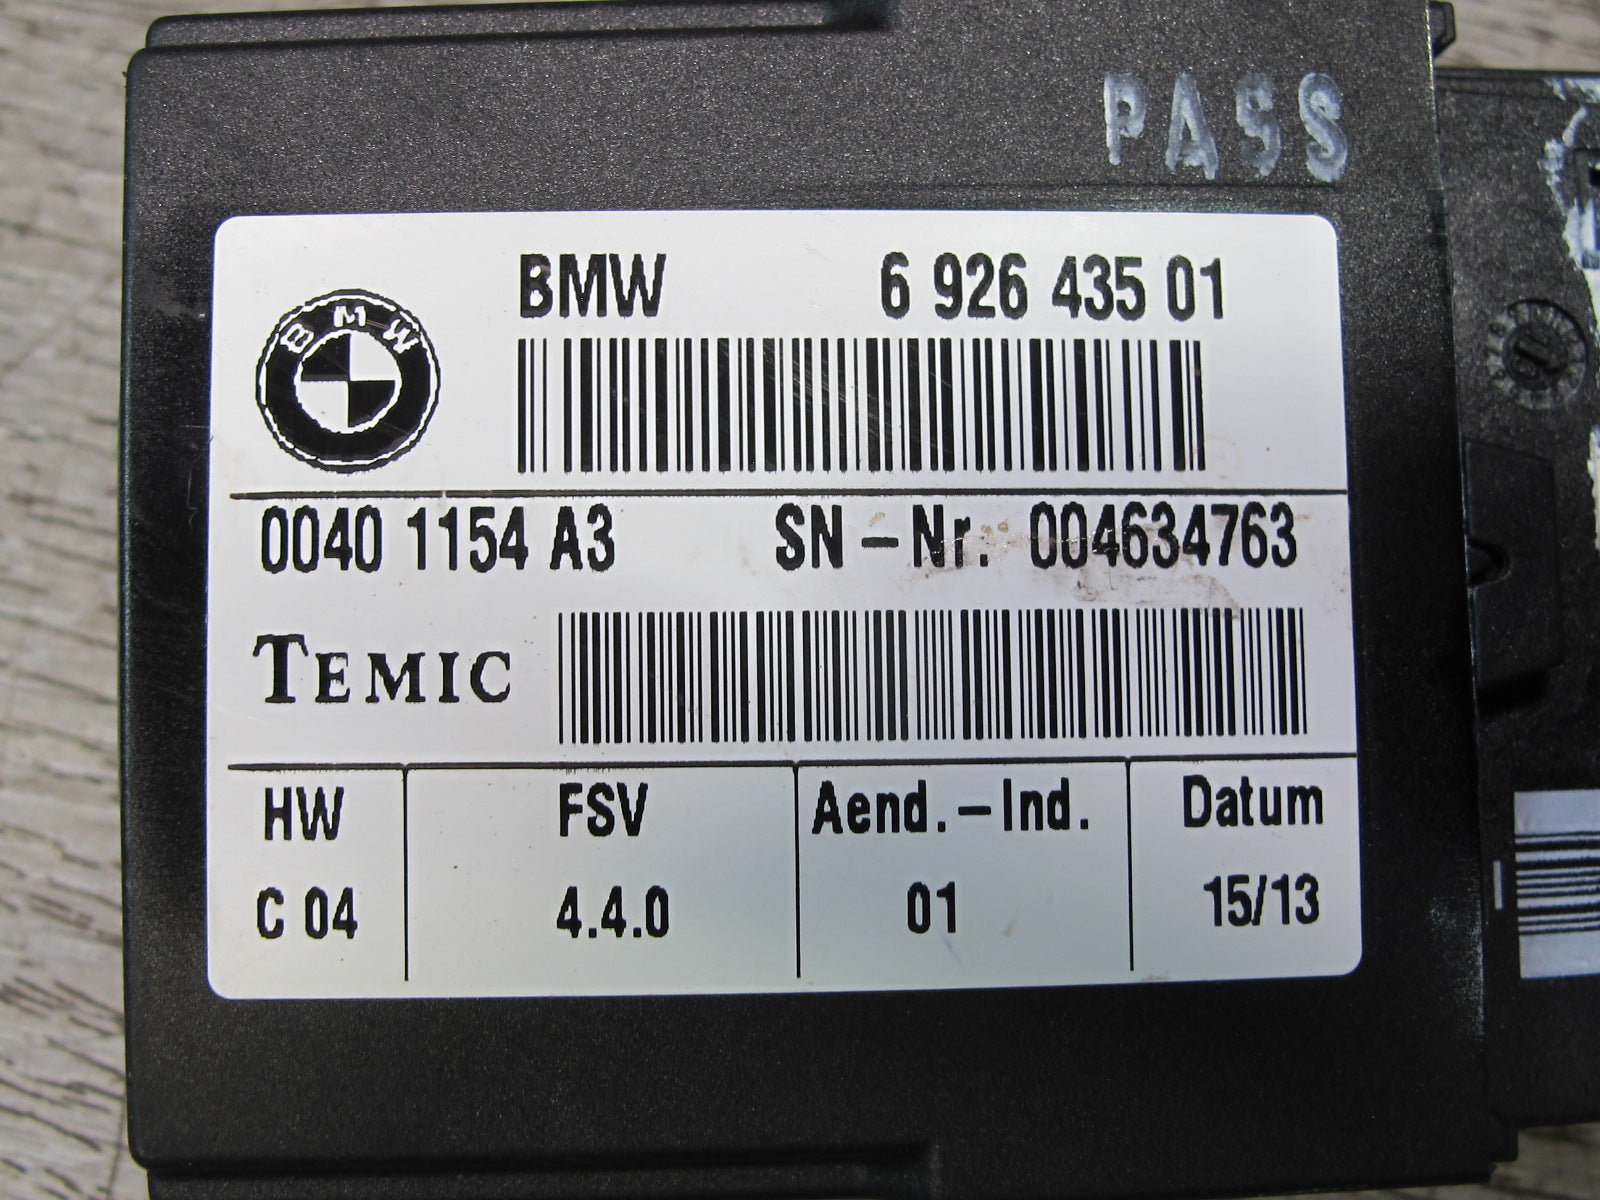 PASS
BMW 6 926 435 01
BMW
0040 1154 A3 SN-Nr. 004634763
TEMIC
HW FSV Aend.-Ind. Datum
C 04 4.4.0 01 15/13